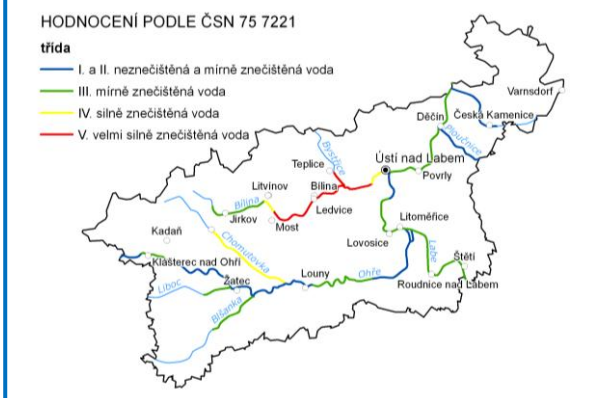 HODNOCENÍ PODLE ČSN 75 7221
třída
I. a II. neznečištěná a mírně znečištěná voda
III. mírně znečištěná voda
IV. silně znečištěná voda
V. velmi silně znečištěná voda
Varnsdorf
Děčín
Česká Kamenice
Ploučnice
Bystřice
Teplice
Ústí nad Labem
Povrly
Litvínov
Bílina
Bílina
Ledvice
Jirkov
Most
Litoměřice
Kadaň
Chomutovka
Lovosice
Labe
Štětí
Klášterec nad Ohří
Louny
Ohře
Roudnice nad Labem
Žatec
Liboc
Blšanka